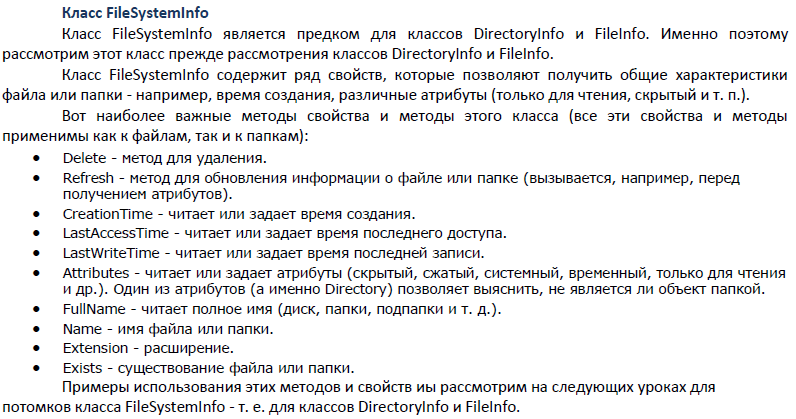 Класс FileSystemInfo
Класс FileSystemInfo является предком для классов DirectoryInfo и FileInfo. Именно поэтому
рассмотрим этот класс прежде рассмотрения классов DirectoryInfo и FileInfo.
Класс FileSystemInfo содержит ряд свойств, которые позволяют получить общие характеристики
файла или папки - например, время создания, различные атрибуты (только для чтения, скрытый и т. п.).
Вот наиболее важные методы свойства и методы этого класса (все эти свойства и методы
применимы как к файлам, так и к папкам):
• Delete - метод для удаления.
• Refresh - метод для обновления информации о файле или папке (вызывается, например, перед
получением атрибутов).
• CreationTime - читает или задает время создания.
• LastAccessTime - читает или задает время последнего доступа.
• LastWriteTime - читает или задает время последней записи.
• Attributes - читает или задает атрибуты (скрытый, сжатый, системный, временный, только для чтения
и др.). Один из атрибутов (а именно Directory) позволяет выяснить, не является ли объект папкой.
• FullName - читает полное имя (диск, папки, подпапки и т. д.).
• Name - имя файла или папки.
• Extension - расширение.
• Exists - существование файла или папки.
Примеры использования этих методов и свойств иы рассмотрим на следующих уроках для
потомков класса FileSystemInfo - т. е. для классов DirectoryInfo и FileInfo.